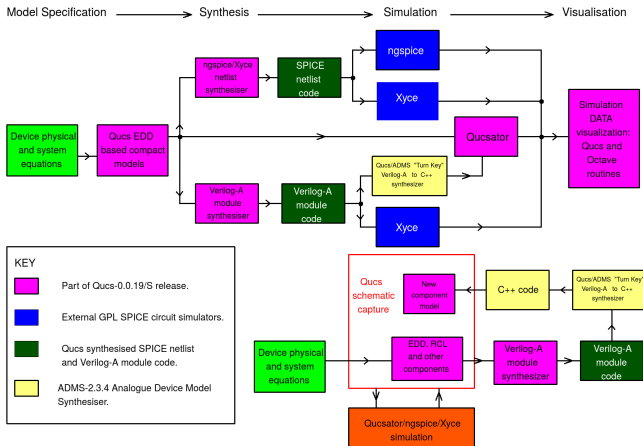 Model Specification
Synthesis
Simulation
Visualisation
ngspice/Xyce
netlist
synthesiser
SPICE
netlist
code
ngspice
Xyce
Device physical
and system
equations
Qucs EDD
based compact
models
Qucsator
Simulation
DATA
visualization:
Qucs and
Octave
routines
Verilog-A
module
synthesiser
Verilog-A
module
code
Qucs/ADMS "Turn Key"
Verilog-A to C++
synthesizer
Xyce
KEY
Part of Qucs-0.0.19/S release.
External GPL SPICE circuit simulators.
Qucs synthesised SPICE netlist
and Verilog-A module code.
ADMS-2.3.4 Analogue Device Model
Synthesiser.
Qucs
schematic
capture
New
component
model
C++ code
Qucs/ADMS "Turn Key"
Verilog-A to C++
synthesizer
Device physical
and system
equations
EDD, RCL
and other
components
Verilog-A
module
synthesizer
Verilog-A
module
code
Qucsator/ngspice/Xyce
simulation